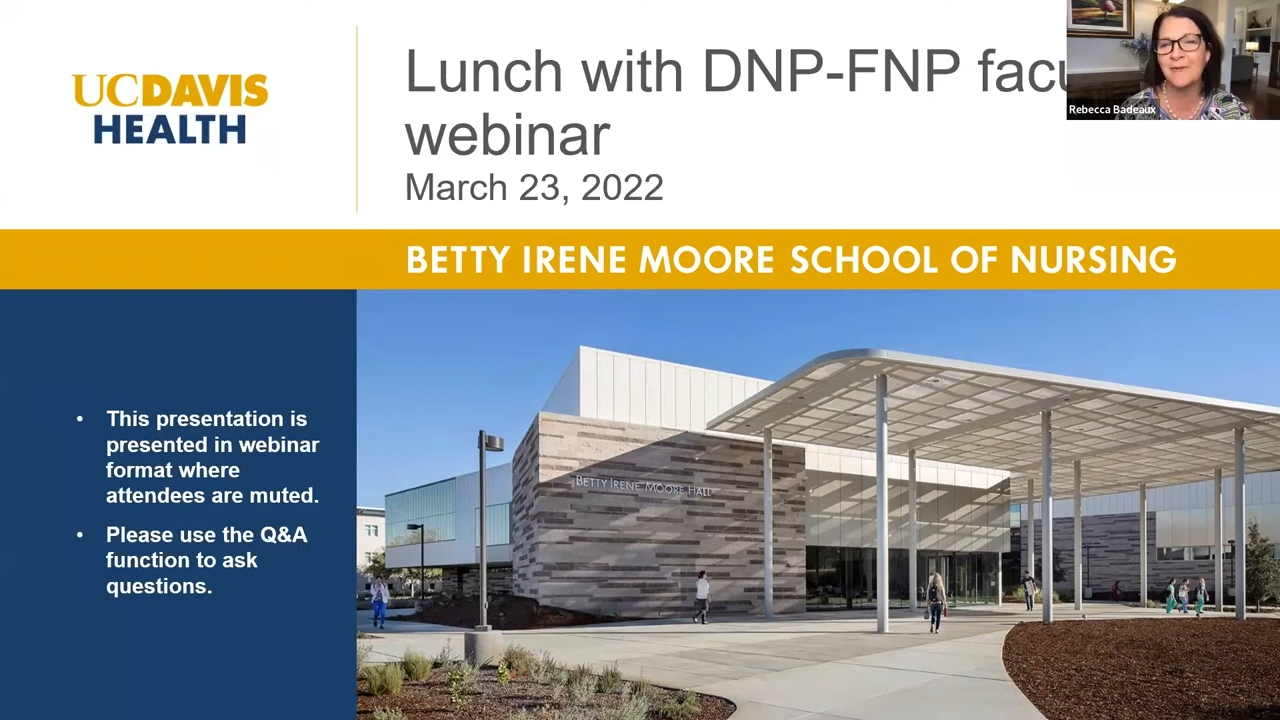 UCDAVIS
HEALTH
Lunch with DNP-FNP
webinar
March 23, 2022
Rebecca Badeaux
BETTY IRENE MOORE SCHOOL OF NURSING
• This presentation is
presented in webinar
format where
attendees are muted.
• Please use the Q&A
function to ask
questions.
BETTY IRENE MOORE HALL